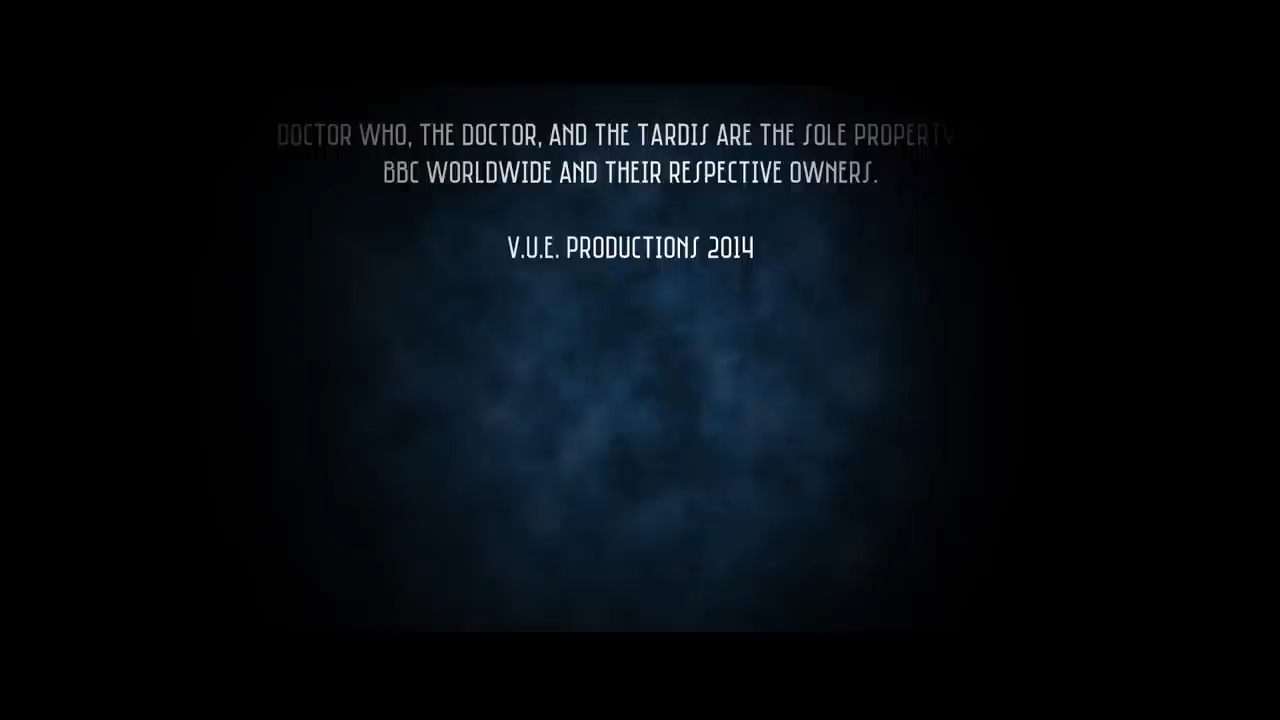 DOCTOR WHO, THE DOCTOR, AND THE TARDIS ARE THE SOLE PROPERTY
BBC WORLDWIDE AND THEIR RESPECTIVE OWNERS.
V.U.E. PRODUCTIONS 2014